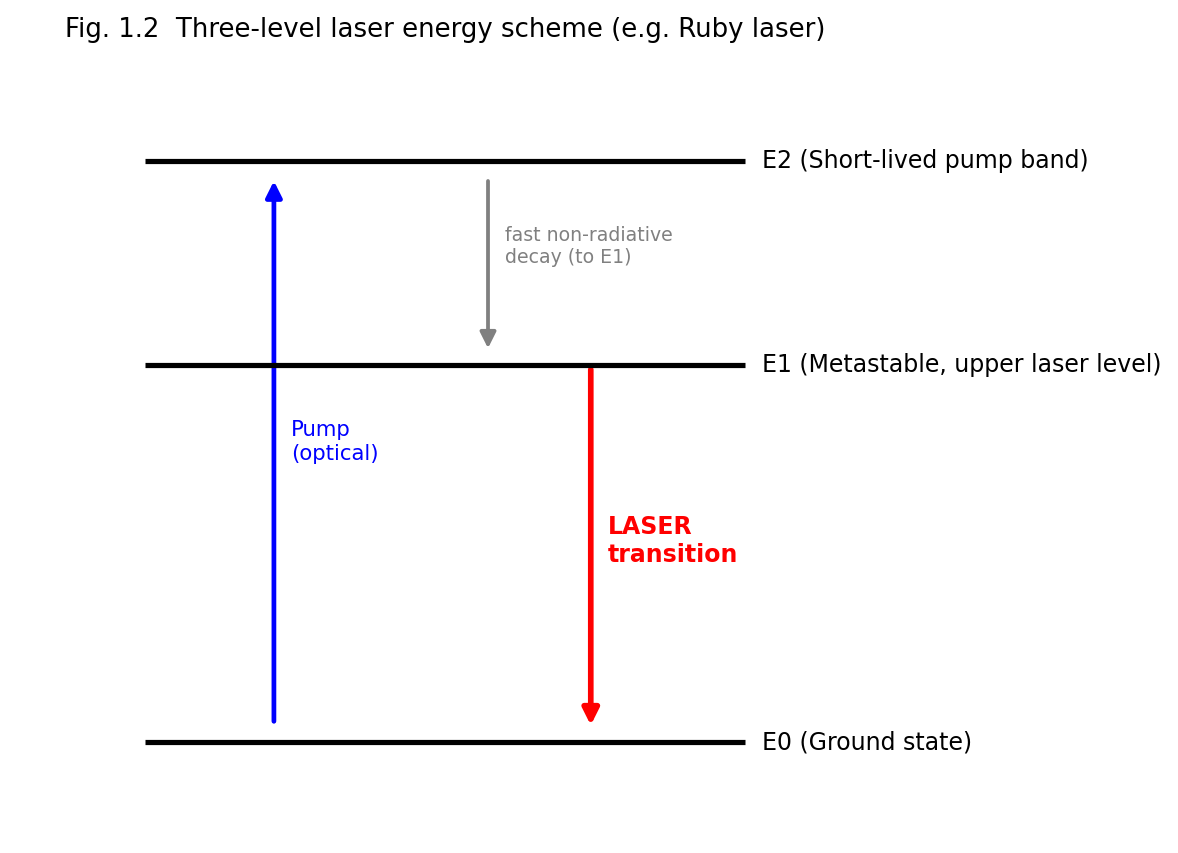 Fig. 1.2  Three-level laser energy scheme (e.g. Ruby laser)
E2 (Short-lived pump band)
fast non-radiative
decay (to E1)
E1 (Metastable, upper laser level)
Pump
(optical)
LASER
transition
E0 (Ground state)